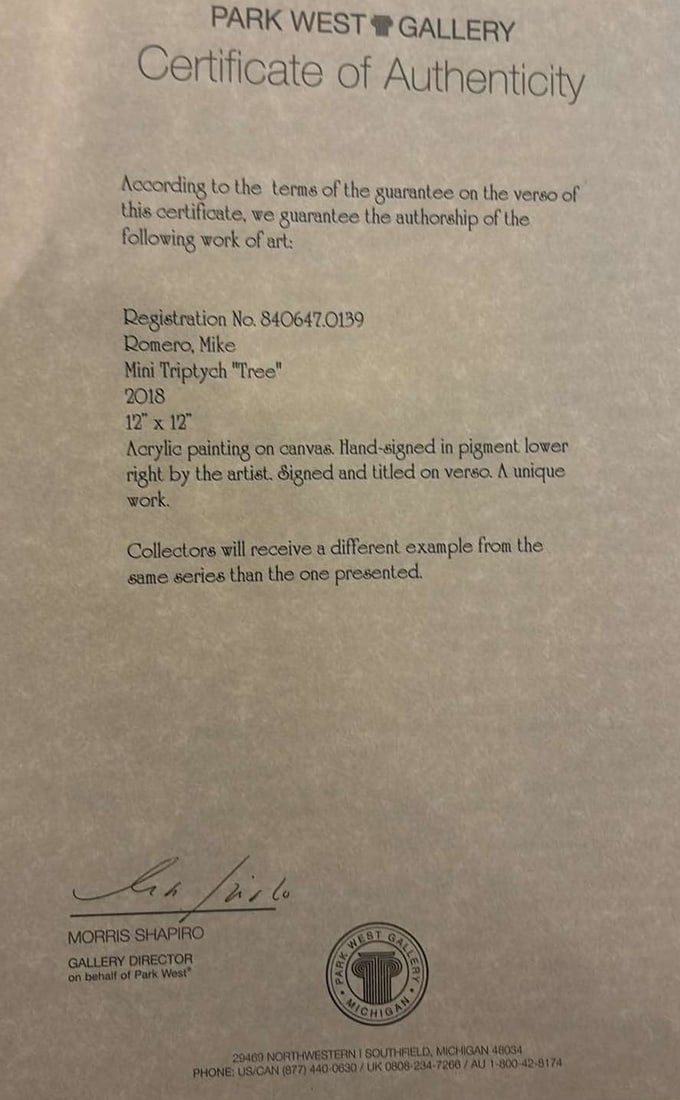 PARK WEST GALLERY
Certificate of Authenticity
According to the terms of the guarantee on the verso of
this certificate, we guarantee the authorship of the
following work of art:
Registration No. 840647.0139
Romero, Mike
Mini Triptych "Tree"
2018
12" x 12"
Acrylic painting on canvas. Hand-signed in pigment lower
right by the artist. Signed and titled on verso. A unique
work.
Collectors will receive a different example from the
same series than the one presented.
MORRIS SHAPIRO
GALLERY DIRECTOR
on behalf of Park West®
PARK WEST GALLERY
• MICHIGAN •
29469 NORTHWESTERN | SOUTHFIELD, MICHIGAN 48034
PHONE: US/CAN (877) 440-0630 / UK 0808-234-7266 / AU 1-800-42-8174